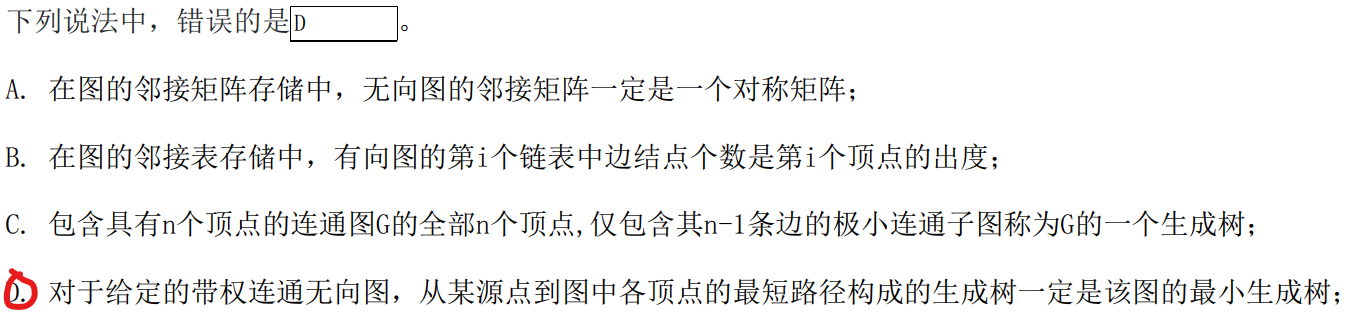 下列说法中，错误的是D。
A. 在图的邻接矩阵存储中，无向图的邻接矩阵一定是一个对称矩阵；
B. 在图的邻接表存储中，有向图的第i个链表中边结点个数是第i个顶点的出度；
C. 包含具有n个顶点的连通图G的全部n个顶点,仅包含其n-1条边的极小连通子图称为G的一个生成树；
D. 对于给定的带权连通无向图，从某源点到图中各顶点的最短路径构成的生成树一定是该图的最小生成树；